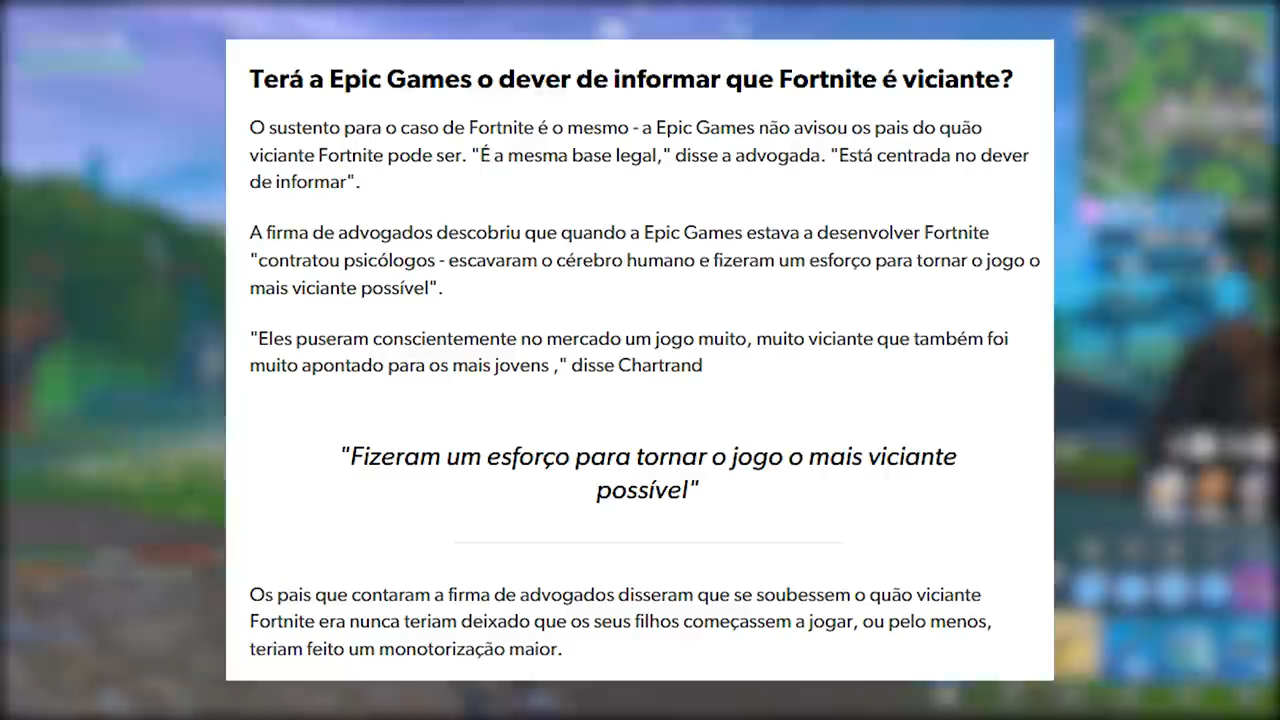 Terá a Epic Games o dever de informar que Fortnite é viciante?
O sustento para o caso de Fortnite é o mesmo - a Epic Games não avisou os pais do quão
viciante Fortnite pode ser. "É a mesma base legal," disse a advogada. "Está centrada no dever
de informar".
A firma de advogados descobriu que quando a Epic Games estava a desenvolver Fortnite
"contratou psicólogos - escavaram o cérebro humano e fizeram um esforço para tornar o jogo o
mais viciante possível".
"Eles puseram conscientemente no mercado um jogo muito, muito viciante que também foi
muito apontado para os mais jovens ," disse Chartrand
"Fizeram um esforço para tornar o jogo o mais viciante
possível"
Os pais que contaram a firma de advogados disseram que se soubessem o quão viciante
Fortnite era nunca teriam deixado que os seus filhos começassem a jogar, ou pelo menos,
teriam feito um monotorização maior.